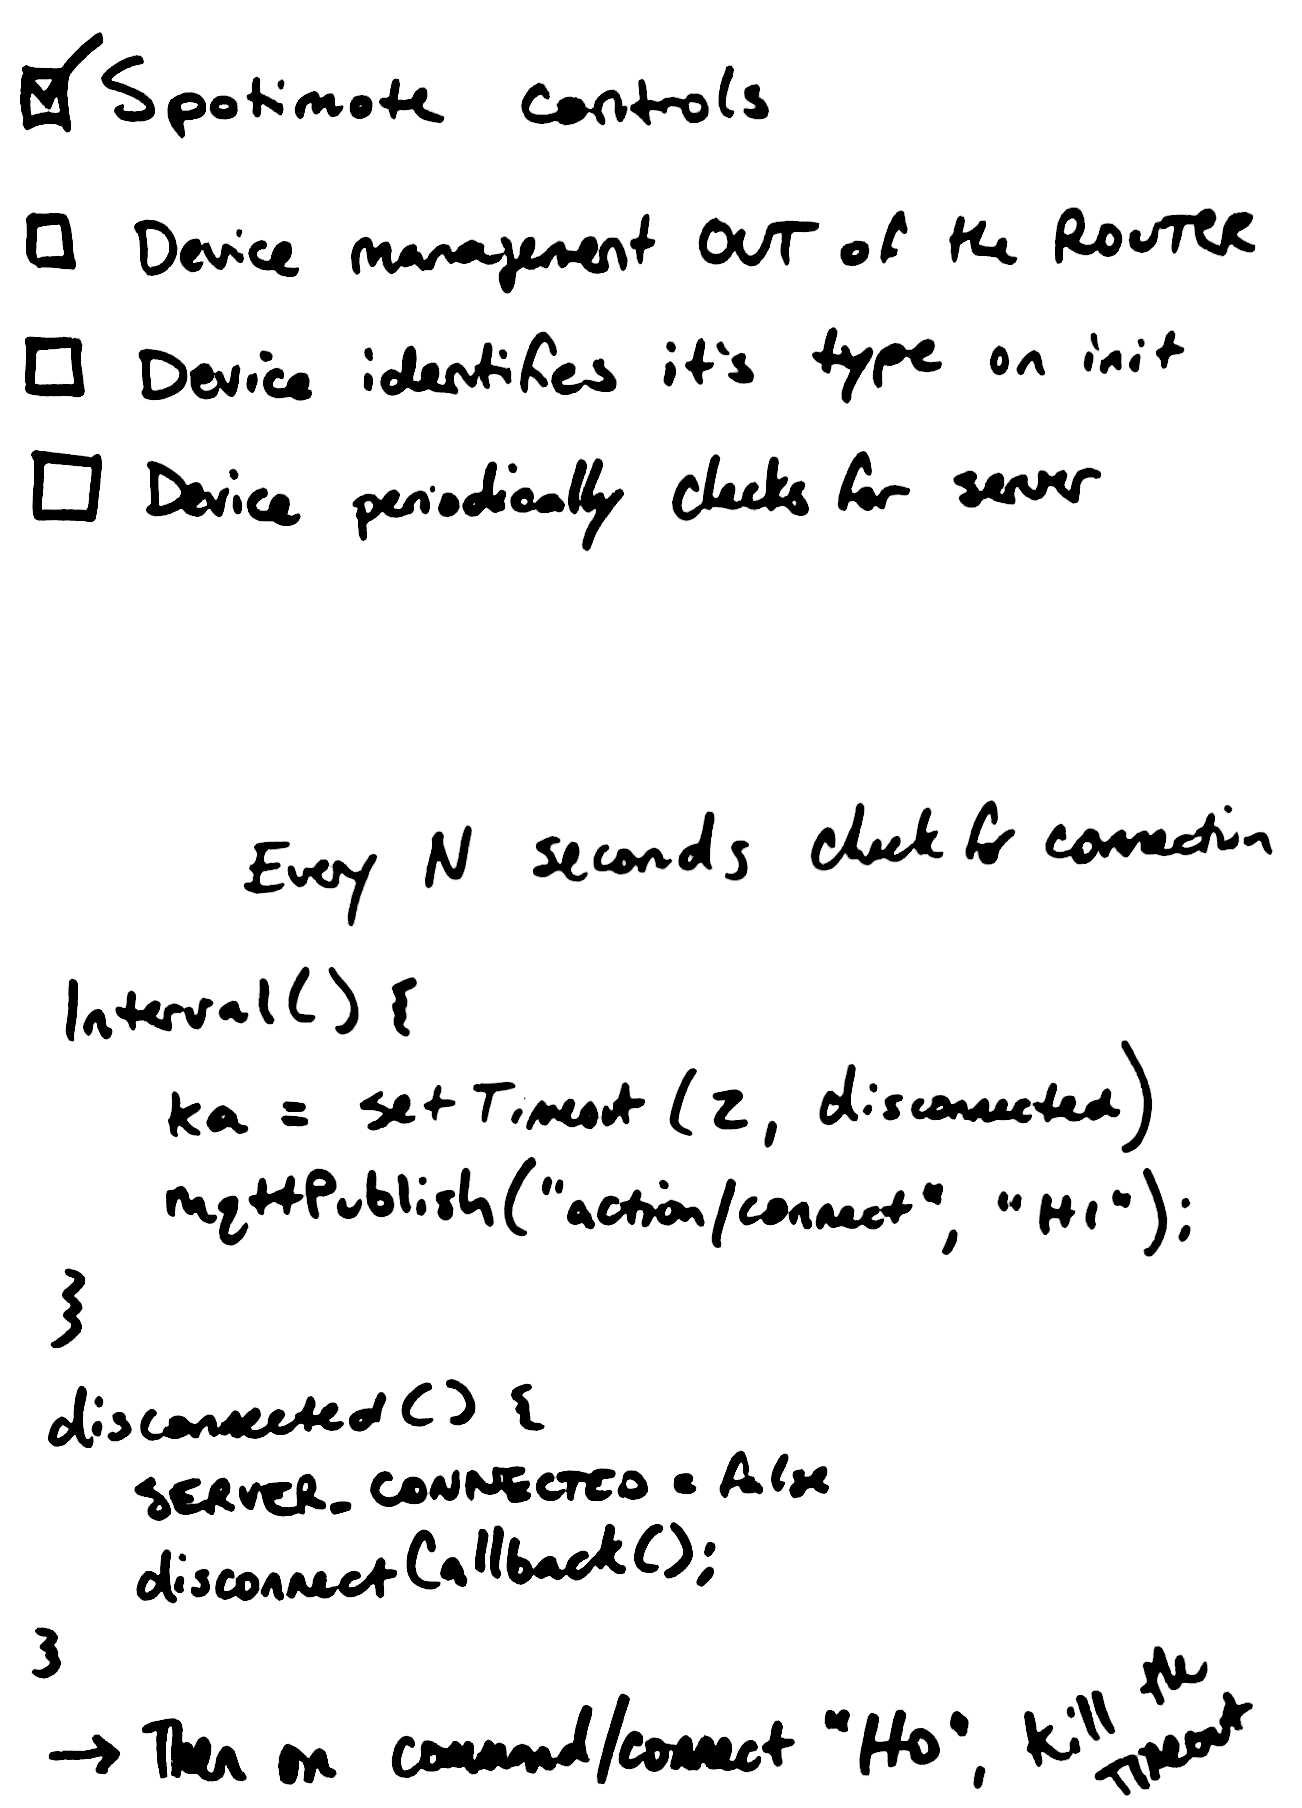 Spotimote controls
Device management OUT of the ROUTER
Device identifies it's type on init
Device periodically checks for server
Every N seconds check for connection
Interval() {
ka = setTimeout(2, disconnected)
mqttPublish("action/connect", "HI");
}
disconnected() {
SERVER_CONNECTED = false
disconnectCallback();
}
→ Then on command/connect "HO", kill the
TIMEOUT